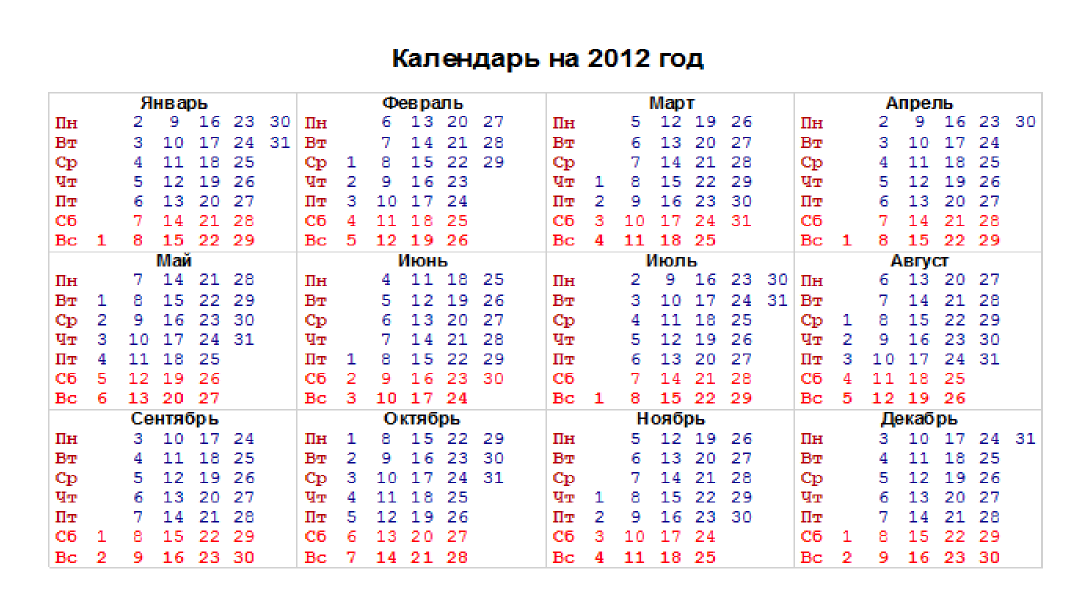 Календарь на 2012 год
Январь Февраль Март Апрель
Пн 2 9 16 23 30 Пн 6 13 20 27 Пн 5 12 19 26 Пн 2 9 16 23 30
Вт 3 10 17 24 31 Вт 7 14 21 28 Вт 6 13 20 27 Вт 3 10 17 24
Ср 4 11 18 25 Ср 1 8 15 22 29 Ср 7 14 21 28 Ср 4 11 18 25
Чт 5 12 19 26 Чт 2 9 16 23 Чт 1 8 15 22 29 Чт 5 12 19 26
Пт 6 13 20 27 Пт 3 10 17 24 Пт 2 9 16 23 30 Пт 6 13 20 27
Сб 7 14 21 28 Сб 4 11 18 25 Сб 3 10 17 24 31 Сб 7 14 21 28
Вс 1 8 15 22 29 Вс 5 12 19 26 Вс 4 11 18 25 Вс 1 8 15 22 29
Май Июнь Июль Август
Пн 7 14 21 28 Пн 4 11 18 25 Пн 2 9 16 23 30 Пн 6 13 20 27
Вт 1 8 15 22 29 Вт 5 12 19 26 Вт 3 10 17 24 31 Вт 7 14 21 28
Ср 2 9 16 23 30 Ср 6 13 20 27 Ср 4 11 18 25 Ср 1 8 15 22 29
Чт 3 10 17 24 31 Чт 7 14 21 28 Чт 5 12 19 26 Чт 2 9 16 23 30
Пт 4 11 18 25 Пт 1 8 15 22 29 Пт 6 13 20 27 Пт 3 10 17 24 31
Сб 5 12 19 26 Сб 2 9 16 23 30 Сб 7 14 21 28 Сб 4 11 18 25
Вс 6 13 20 27 Вс 3 10 17 24 Вс 1 8 15 22 29 Вс 5 12 19 26
Сентябрь Октябрь Ноябрь Декабрь
Пн 3 10 17 24 Пн 1 8 15 22 29 Пн 5 12 19 26 Пн 3 10 17 24 31
Вт 4 11 18 25 Вт 2 9 16 23 30 Вт 6 13 20 27 Вт 4 11 18 25
Ср 5 12 19 26 Ср 3 10 17 24 31 Ср 7 14 21 28 Ср 5 12 19 26
Чт 6 13 20 27 Чт 4 11 18 25 Чт 1 8 15 22 29 Чт 6 13 20 27
Пт 7 14 21 28 Пт 5 12 19 26 Пт 2 9 16 23 30 Пт 7 14 21 28
Сб 1 8 15 22 29 Сб 6 13 20 27 Сб 3 10 17 24 Сб 1 8 15 22 29
Вс 2 9 16 23 30 Вс 7 14 21 28 Вс 4 11 18 25 Вс 2 9 16 23 30